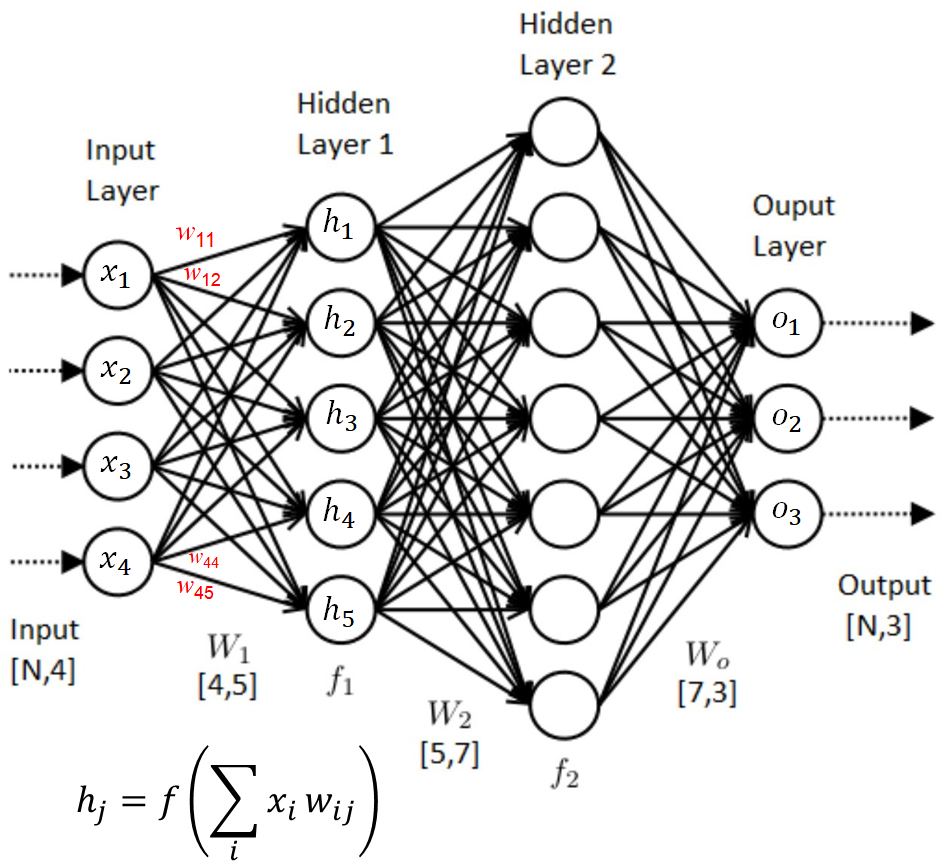 Hidden
Layer 2
Hidden
Layer 1
Input
Layer
Ouput
Layer
w₁₁
w₁₂
x₁
x₂
x₃
x₄
h₁
h₂
h₃
h₄
h₅
o₁
o₂
o₃
w₄₄
w₄₅
Input
[N,4]
W₁
[4,5]
f₁
W₂
[5,7]
f₂
Wₒ
[7,3]
Output
[N,3]
hⱼ = f(∑ᵢ xᵢ wᵢⱼ)